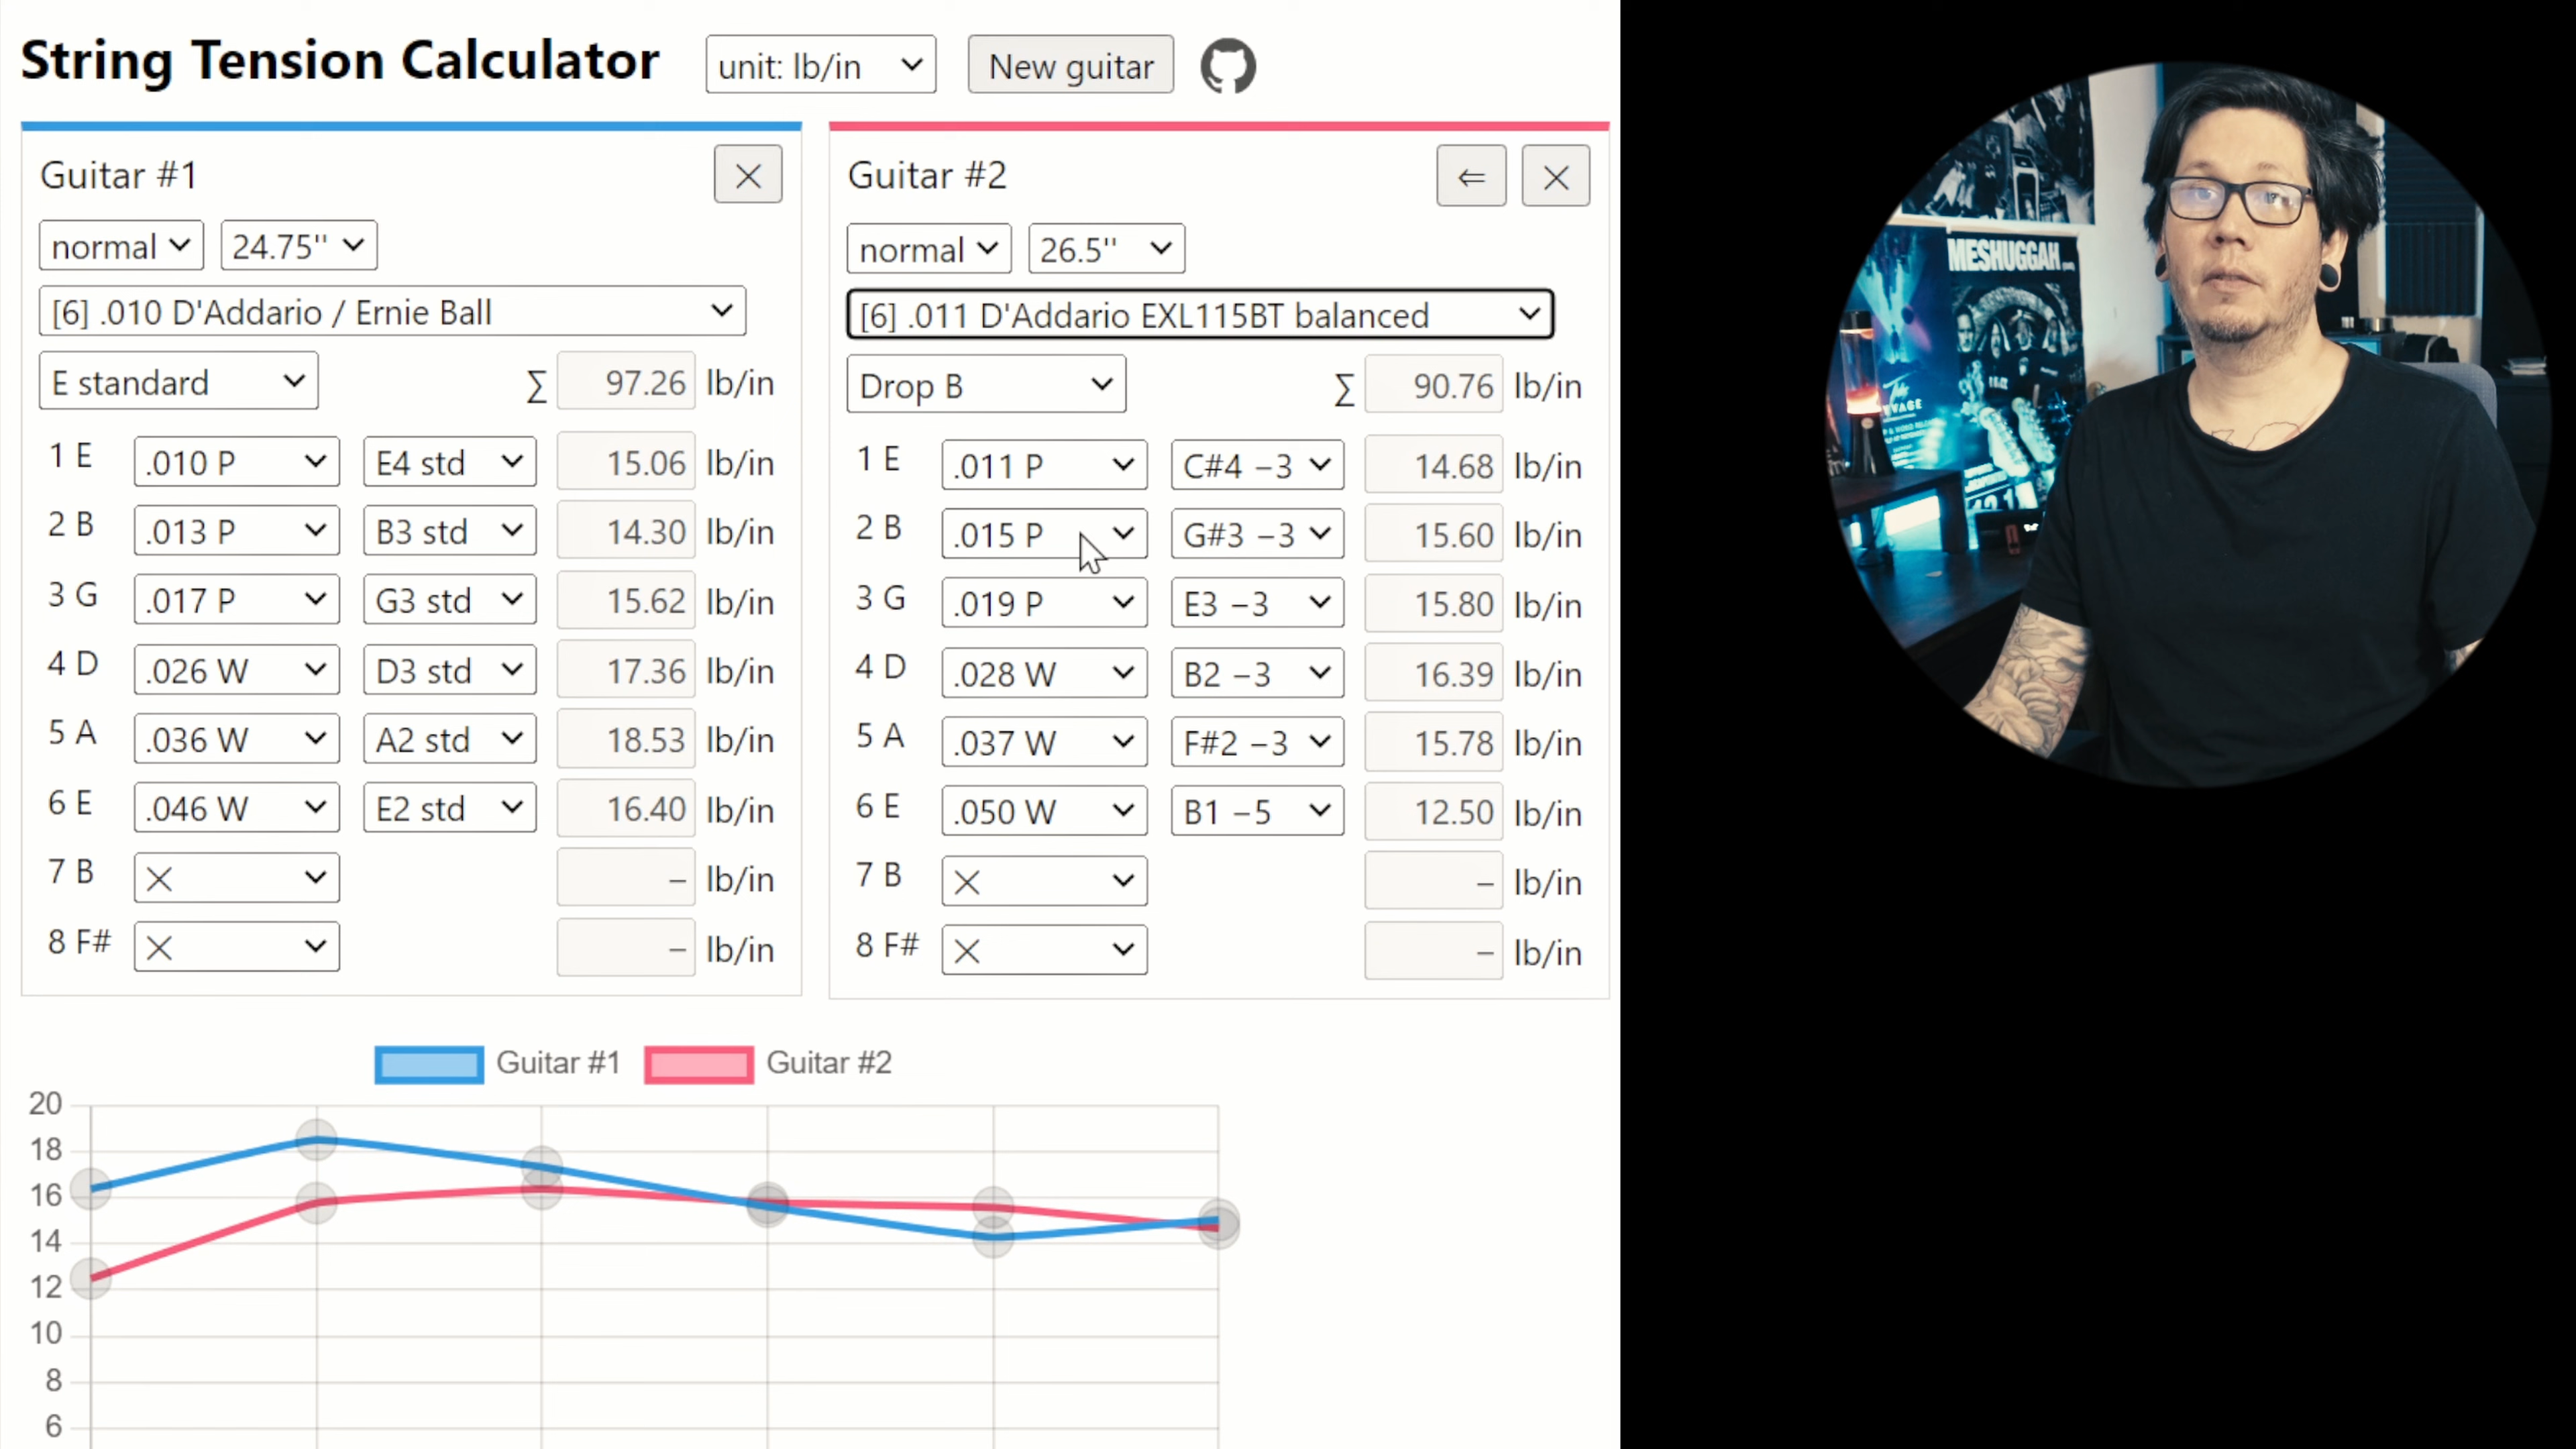 String Tension Calculator
unit: lb/in
New guitar
Guitar #1
normal
24.75''
[6] .010 D'Addario / Ernie Ball
E standard
∑ 97.26 lb/in
1 E .010 P E4 std 15.06 lb/in
2 B .013 P B3 std 14.30 lb/in
3 G .017 P G3 std 15.62 lb/in
4 D .026 W D3 std 17.36 lb/in
5 A .036 W A2 std 18.53 lb/in
6 E .046 W E2 std 16.40 lb/in
7 B × – lb/in
8 F# × – lb/in
Guitar #2
⇐
normal
26.5''
[6] .011 D'Addario EXL115BT balanced
Drop B
∑ 90.76 lb/in
1 E .011 P C#4 −3 14.68 lb/in
2 B .015 P G#3 −3 15.60 lb/in
3 G .019 P E3 −3 15.80 lb/in
4 D .028 W B2 −3 16.39 lb/in
5 A .037 W F#2 −3 15.78 lb/in
6 E .050 W B1 −5 12.50 lb/in
7 B × – lb/in
8 F# × – lb/in
Guitar #1
Guitar #2
20
18
16
14
12
10
8
6
MESHUGGAH